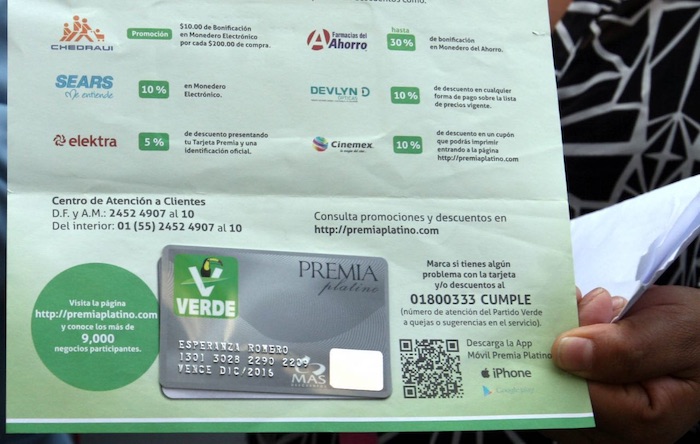 CHEDRAUI
Promoción
$10.00 de Bonificación
en Monedero Electrónico
por cada $200.00 de compra.
Farmacias del
Ahorro
hasta
30%
de bonificación
en Monedero del Ahorro.
SEARS
Me entiende
10 %
en Monedero
Electrónico.
DEVLYN
OPTICAS
10 %
de descuento en cualquier
forma de pago sobre la lista
de precios vigente.
elektra
5 %
de descuento presentando
tu Tarjeta Premia y una
identificación oficial.
Cinemex
10 %
de descuento en un cupón
que podrás imprimir
entrando a la página
http://premiaplatino.com
Centro de Atención a Clientes
D.F. y A.M.: 2452 4907 al 10
Del interior: 01 (55) 2452 4907 al 10
Consulta promociones y descuentos en
http://premiaplatino.com
Visita la página
http://premiaplatino.com
y conoce los más de
9,000
negocios participantes.
VERDE
PREMIA
platino
ESPERANZA ROMERO
1301 3028 2290 2209
VENCE DIC/2015
MAS
Marca si tienes algún
problema con la tarjeta
y/o descuentos al
01800333 CUMPLE
(número de atención del Partido Verde
a quejas o sugerencias en el servicio).
Descarga la App
Móvil Premia Platino
iPhone
Google play